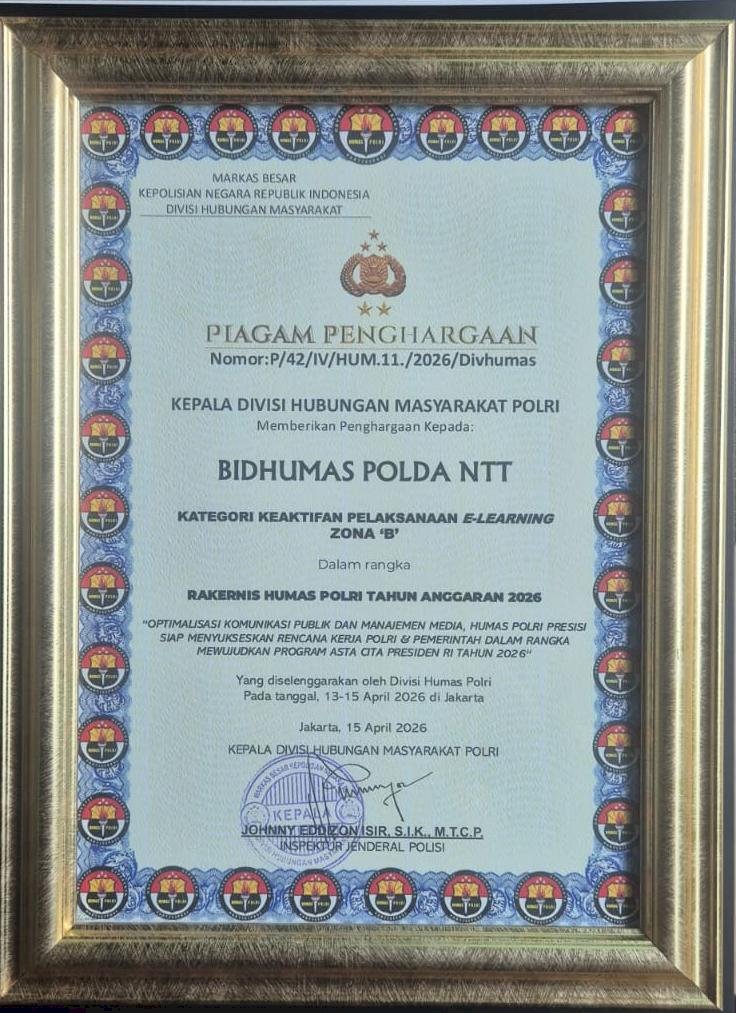 MARKAS BESAR
KEPOLISIAN NEGARA REPUBLIK INDONESIA
DIVISI HUBUNGAN MASYARAKAT
PIAGAM PENGHARGAAN
Nomor:P/42/IV/HUM.11./2026/Divhumas
KEPALA DIVISI HUBUNGAN MASYARAKAT POLRI
Memberikan Penghargaan Kepada:
BIDHUMAS POLDA NTT
KATEGORI KEAKTIFAN PELAKSANAAN E-LEARNING
ZONA ‘B’
Dalam rangka
RAKERNIS HUMAS POLRI TAHUN ANGGARAN 2026
"OPTIMALISASI KOMUNIKASI PUBLIK DAN MANAJEMEN MEDIA, HUMAS POLRI PRESISI
SIAP MENYUKSESKAN RENCANA KERJA POLRI & PEMERINTAH DALAM RANGKA
MEWUJUDKAN PROGRAM ASTA CITA PRESIDEN RI TAHUN 2026"
Yang diselenggarakan oleh Divisi Humas Polri
Pada tanggal, 13-15 April 2026 di Jakarta
Jakarta, 15 April 2026
KEPALA DIVISI HUBUNGAN MASYARAKAT POLRI
KEPALA
JOHNNY EDDIZON ISIR, S.I.K., M.T.C.P.
INSPEKTUR JENDERAL POLISI